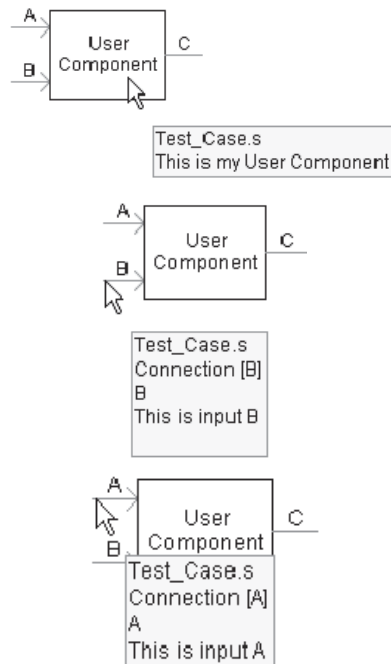 A
User
Component
C
B
Test_Case.s
This is my User Component
A
User
Component
C
B
Test_Case.s
Connection [B]
B
This is input B
A
User
Component
C
B
Test_Case.s
Connection [A]
A
This is input A